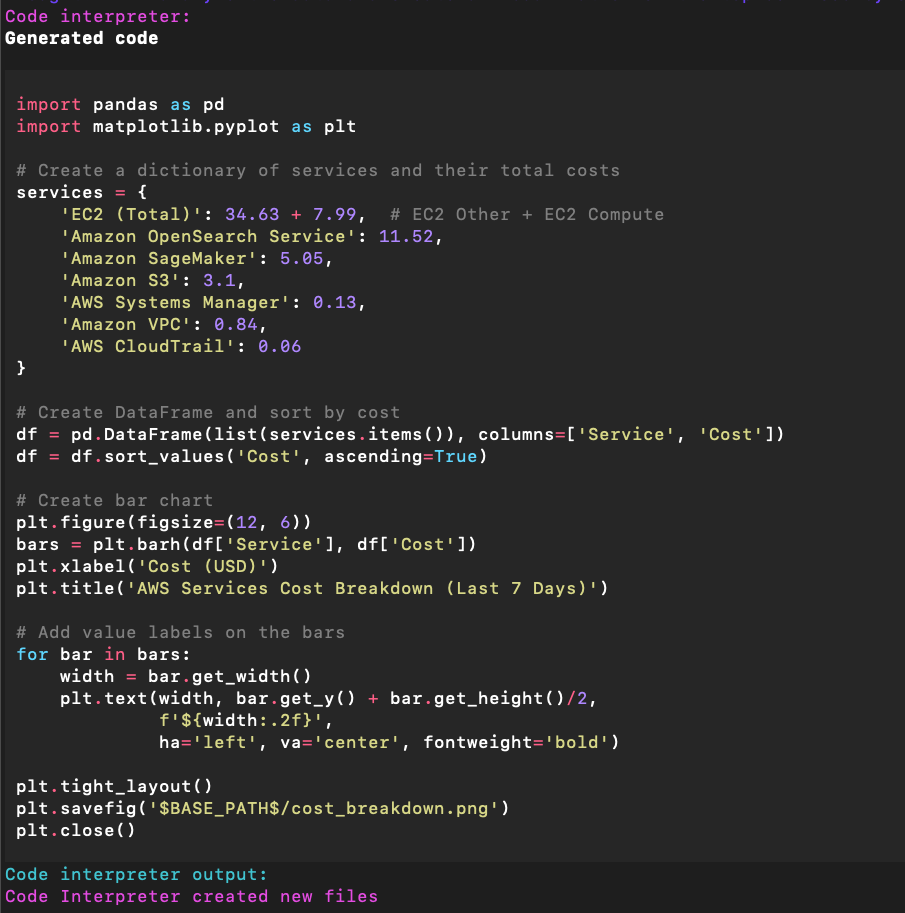 Code interpreter:
Generated code
import pandas as pd
import matplotlib.pyplot as plt
# Create a dictionary of services and their total costs
services = {
    'EC2 (Total)': 34.63 + 7.99,  # EC2 Other + EC2 Compute
    'Amazon OpenSearch Service': 11.52,
    'Amazon SageMaker': 5.05,
    'Amazon S3': 3.1,
    'AWS Systems Manager': 0.13,
    'Amazon VPC': 0.84,
    'AWS CloudTrail': 0.06
}
# Create DataFrame and sort by cost
df = pd.DataFrame(list(services.items()), columns=['Service', 'Cost'])
df = df.sort_values('Cost', ascending=True)
# Create bar chart
plt.figure(figsize=(12, 6))
bars = plt.barh(df['Service'], df['Cost'])
plt.xlabel('Cost (USD)')
plt.title('AWS Services Cost Breakdown (Last 7 Days)')
# Add value labels on the bars
for bar in bars:
    width = bar.get_width()
    plt.text(width, bar.get_y() + bar.get_height()/2,
             f'${width:.2f}',
             ha='left', va='center', fontweight='bold')
plt.tight_layout()
plt.savefig('$BASE_PATH$/cost_breakdown.png')
plt.close()
Code interpreter output:
Code Interpreter created new files